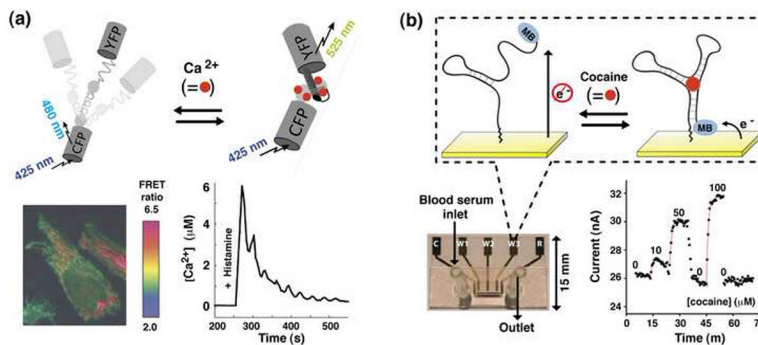 (a)
YFP
480 nm
CFP
425 nm
Ca 2+
(= )
YFP
525 nm
CFP
425 nm
FRET
ratio
6.5
2.0
[Ca2+] (μM)
6
4
2
0
+ Histamine
200 300 400 500
Time (s)
(b)
MB
e-
Cocaine
(= )
MB
e -
Blood serum
inlet
C W1 W2 W3 R
15 mm
Outlet
Current (nA)
34
32
30
28
26
24
0 10 50 0 100 0
[cocaine] (μM)
0 15 30 45 60
Time (m)